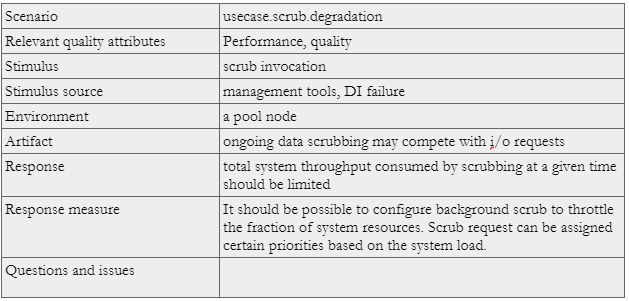 Scenario usecase.scrub.degradation
Relevant quality attributes Performance, quality
Stimulus scrub invocation
Stimulus source management tools, DI failure
Environment a pool node
Artifact ongoing data scrubbing may compete with i/o requests
Response total system throughput consumed by scrubbing at a given time
should be limited
Response measure It should be possible to configure background scrub to throttle
the fraction of system resources. Scrub request can be assigned
certain priorities based on the system load.
Questions and issues